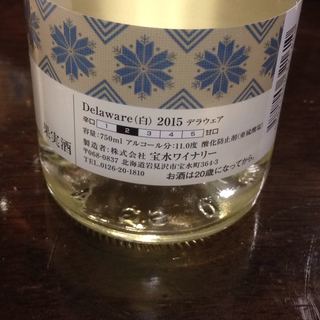 Delaware (白) 2015 デラウェア
辛口 1 2 3 4 5 甘口
容量:750ml アルコール分:11.0度 酸化防止剤(亜硫酸塩)
製造者:株式会社 宝水ワイナリー
〒068-0837 北海道岩見沢市宝水町364-3
TEL.0126-20-1810
お酒は20歳になってから。
果実酒